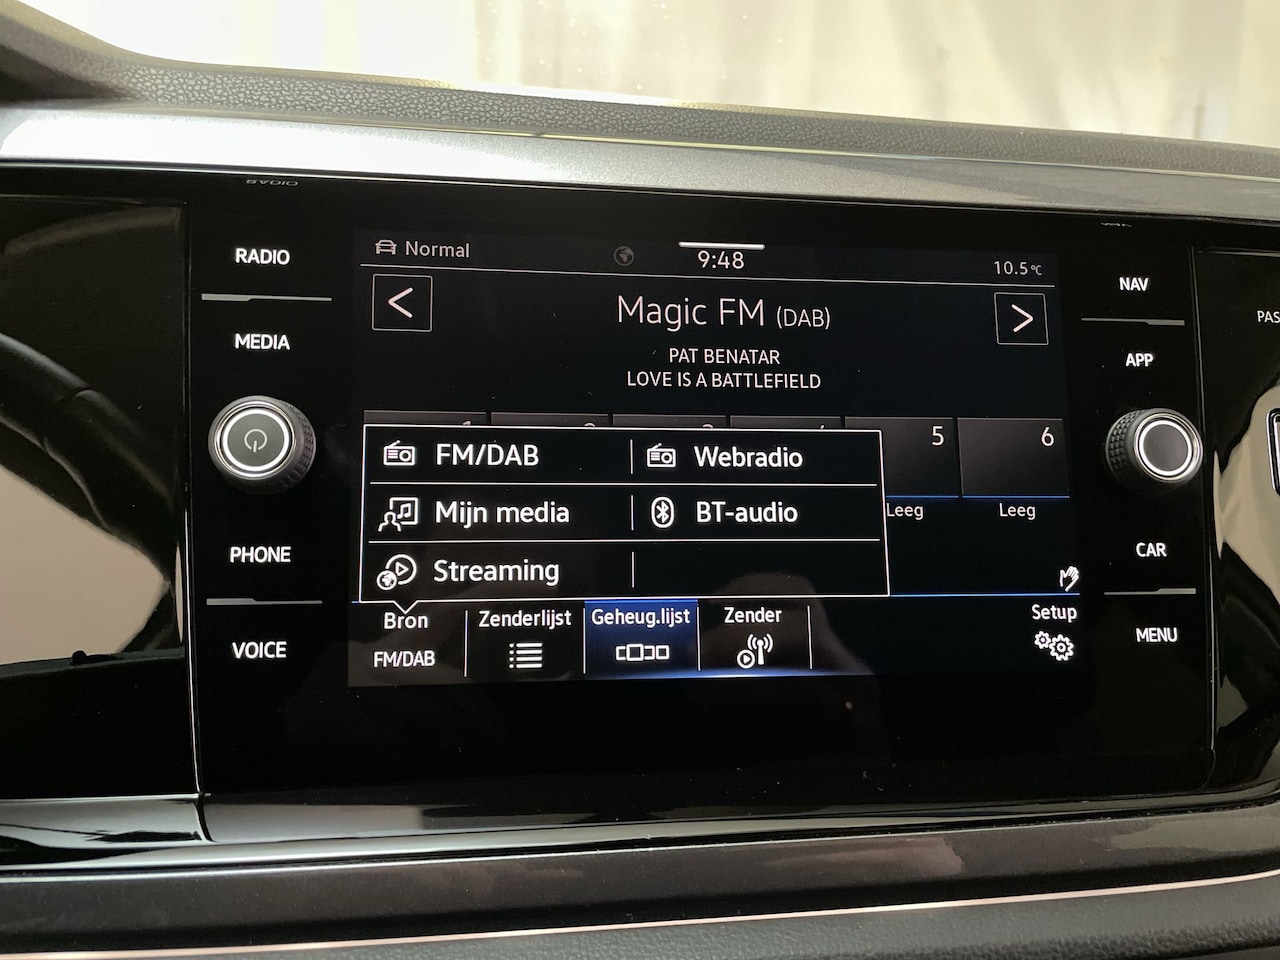 RADIO
MEDIA
PHONE
VOICE
Normal
9:48
10.5°C
<
Magic FM (DAB)
>
PAT BENATAR
LOVE IS A BATTLEFIELD
5
6
FM/DAB
Webradio
Mijn media
BT-audio
Leeg
Leeg
Streaming
Bron
FM/DAB
Zenderlijst
Geheug.lijst
Zender
Setup
NAV
APP
CAR
MENU